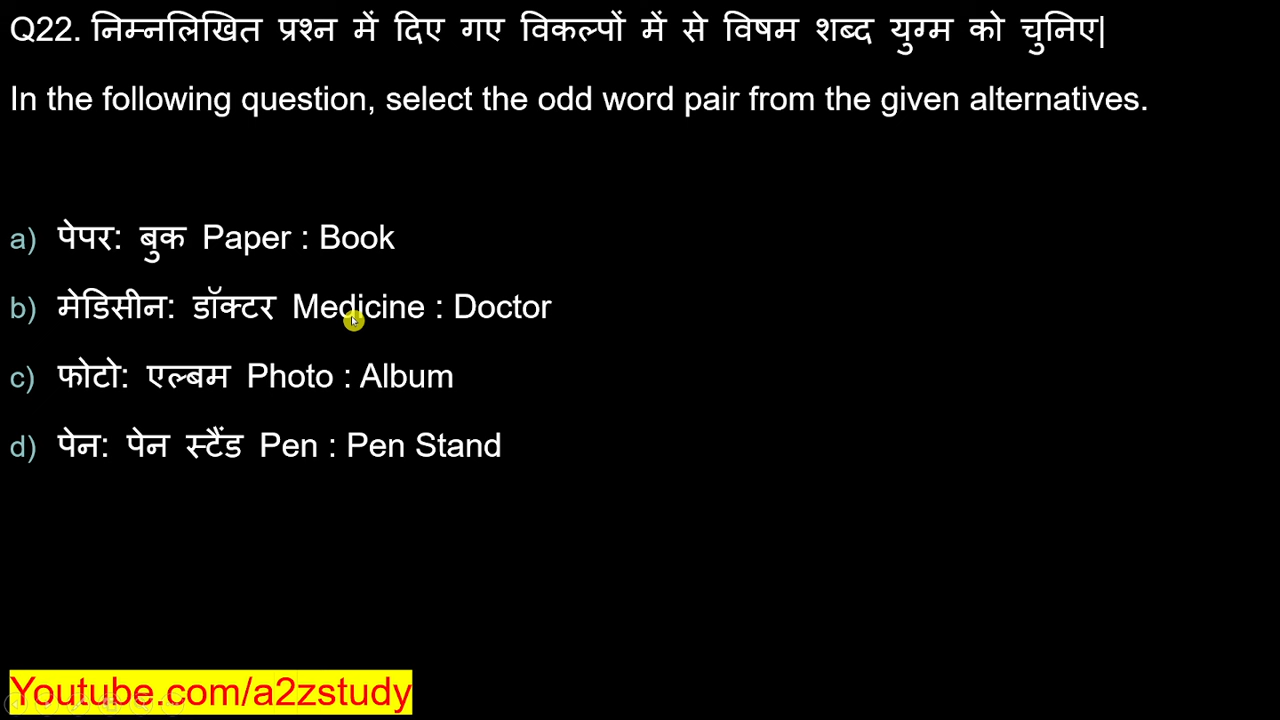 Q22. निम्नलिखित प्रश्न में दिए गए विकल्पों में से विषम शब्द युग्म को चुनिए|
In the following question, select the odd word pair from the given alternatives.
a) पेपर: बुक Paper : Book
b) मेडिसीन: डॉक्टर Medicine : Doctor
c) फोटो: एल्बम Photo : Album
d) पेन: पेन स्टैंड Pen : Pen Stand
Youtube.com/a2zstudy